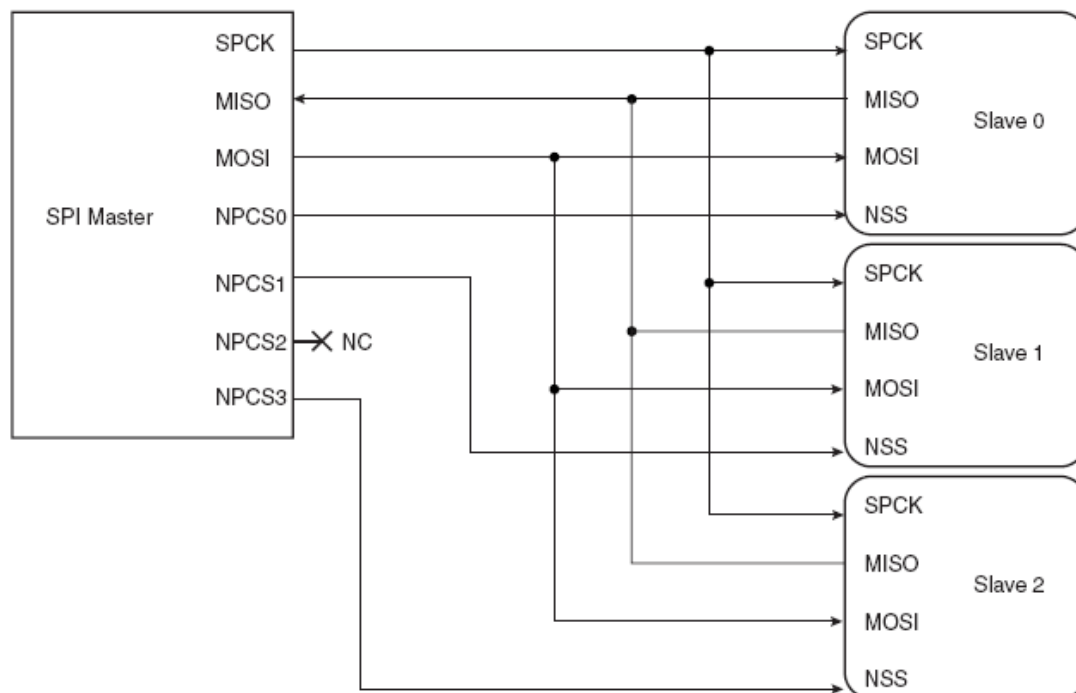 SPCK
MISO
MOSI
SPI Master
NPCS0
NPCS1
NPCS2
NC
NPCS3
SPCK
MISO
Slave 0
MOSI
NSS
SPCK
MISO
Slave 1
MOSI
NSS
SPCK
MISO
Slave 2
MOSI
NSS